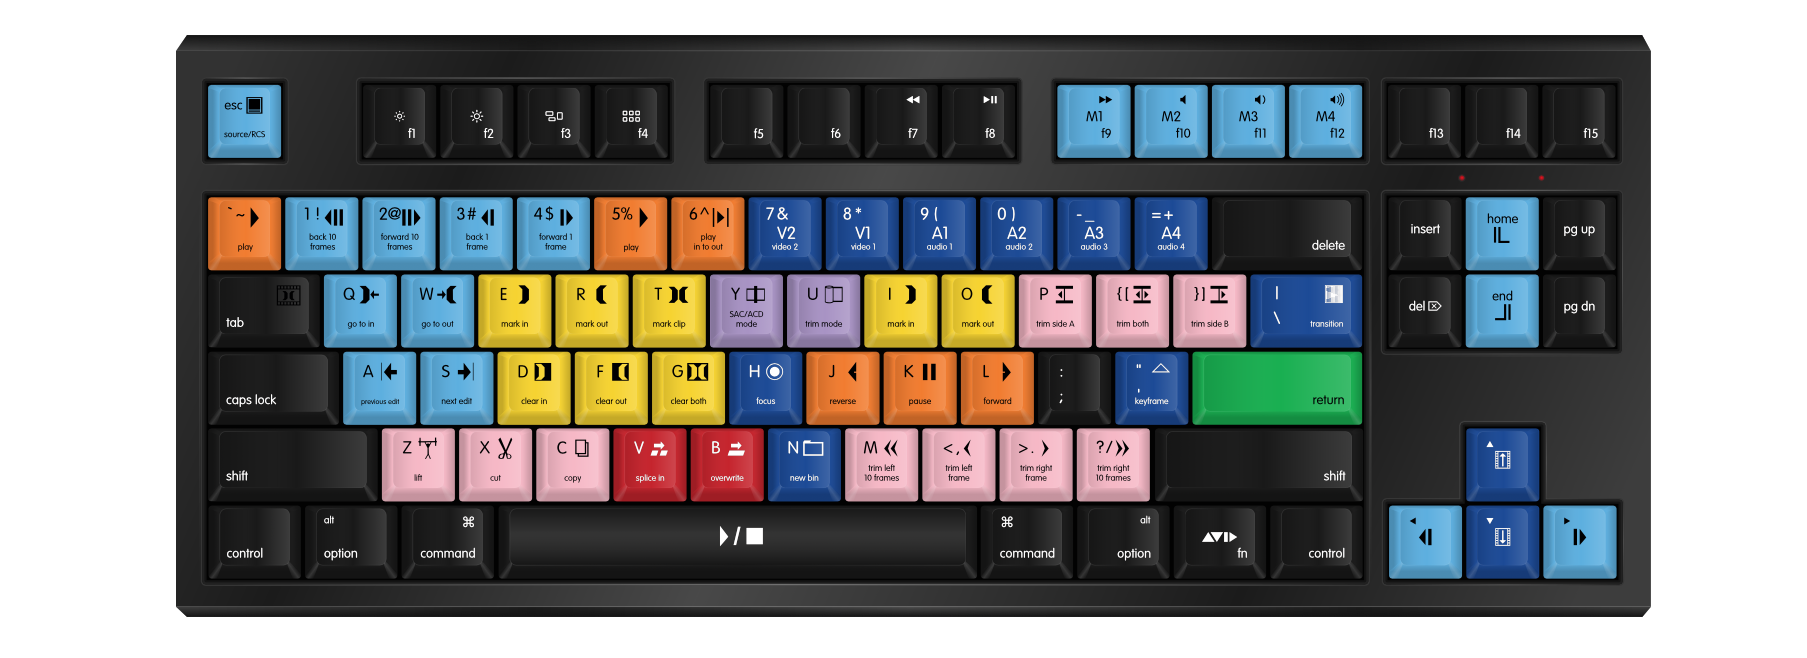 esc
source/RCS
f1
f2
f3
f4
f5
f6
f7
f8
M1
f9
M2
f10
M3
f11
M4
f12
f13
f14
f15
` ~
play
1 !
back 10
frames
2@
forward 10
frames
3 #
back 1
frame
4 $
forward 1
frame
5%
play
6 ^
play
in to out
7 &
V2
video 2
8 *
V1
video 1
9 (
A1
audio 1
0 )
A2
audio 2
- _
A3
audio 3
= +
A4
audio 4
delete
insert
home
pg up
tab
Q
go to in
W
go to out
E
mark in
R
mark out
T
mark clip
Y
SAC/ACD
mode
U
trim mode
I
mark in
O
mark out
P
trim side A
{ [
trim both
} ]
trim side B
|
\
transition
del
end
pg dn
caps lock
A
previous edit
S
next edit
D
clear in
F
clear out
G
clear both
H
focus
J
reverse
K
pause
L
forward
:
;
"
'
keyframe
return
shift
Z
lift
X
cut
C
copy
V
splice in
B
overwrite
N
new bin
M
trim left
10 frames
< ,
trim left
frame
> .
trim right
frame
? /
trim right
10 frames
shift
control
alt
option
⌘
command
/
⌘
command
alt
option
AVID
fn
control